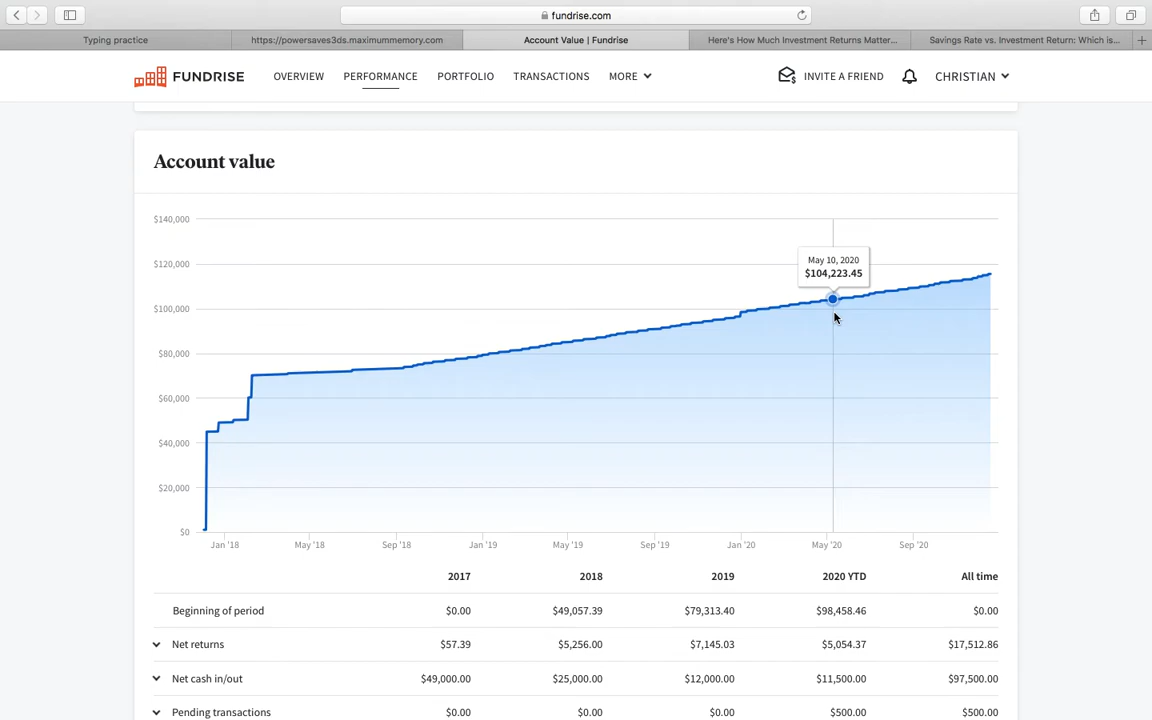 fundrise.com
Typing practice
https://powersaves3ds.maximummemory.com
Account Value | Fundrise
Here's How Much Investment Returns Matter...
Savings Rate vs. Investment Return: Which is...
FUNDRISE
OVERVIEW
PERFORMANCE
PORTFOLIO
TRANSACTIONS
MORE
INVITE A FRIEND
CHRISTIAN
Account value
$140,000
$120,000
$100,000
$80,000
$60,000
$40,000
$20,000
$0
May 10, 2020
$104,223.45
Jan '18 May '18 Sep '18 Jan '19 May '19 Sep '19 Jan '20 May '20 Sep '20
2017 2018 2019 2020 YTD All time
Beginning of period $0.00 $49,057.39 $79,313.40 $98,458.46 $0.00
Net returns $57.39 $5,256.00 $7,145.03 $5,054.37 $17,512.86
Net cash in/out $49,000.00 $25,000.00 $12,000.00 $11,500.00 $97,500.00
Pending transactions $0.00 $0.00 $0.00 $500.00 $500.00